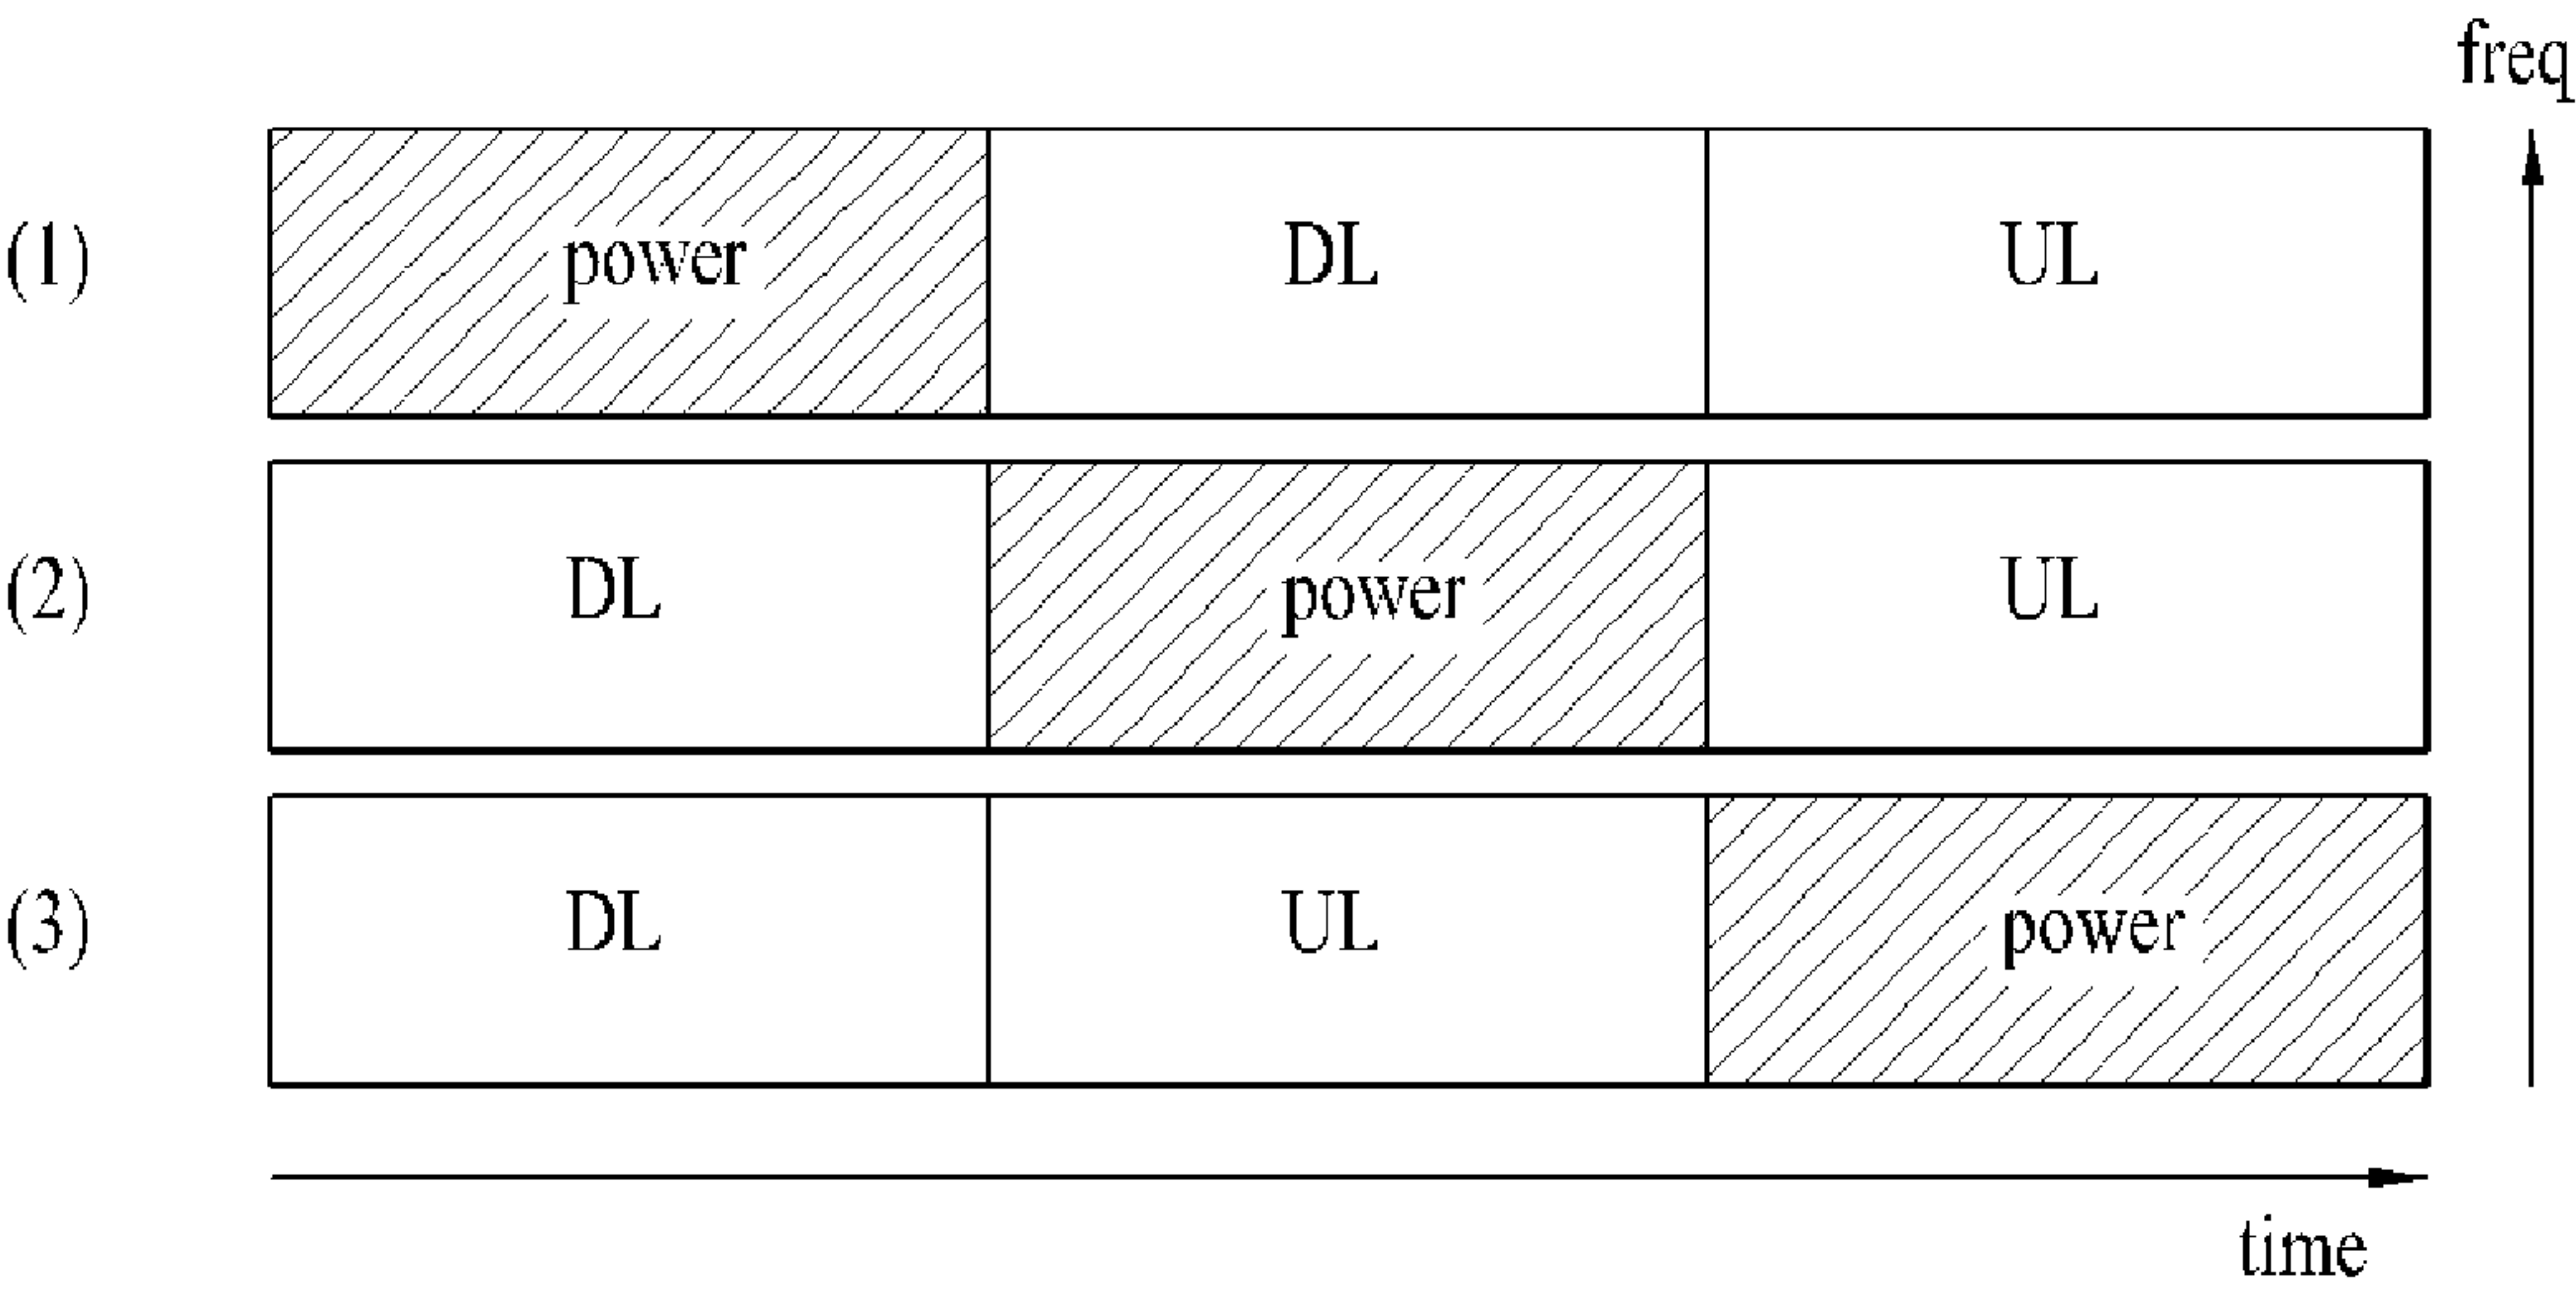 freq
(1) power DL UL
(2) DL power UL
(3) DL UL power
time